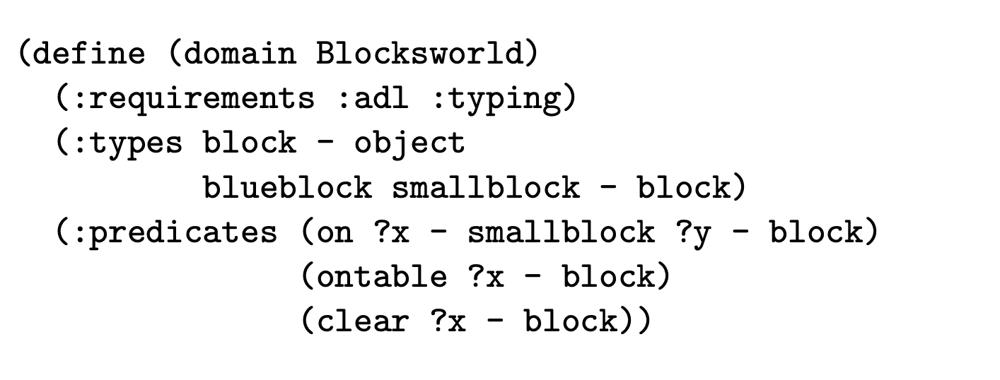 (define (domain Blocksworld)
  (:requirements :adl :typing)
  (:types block - object
          blueblock smallblock - block)
  (:predicates (on ?x - smallblock ?y - block)
               (ontable ?x - block)
               (clear ?x - block))